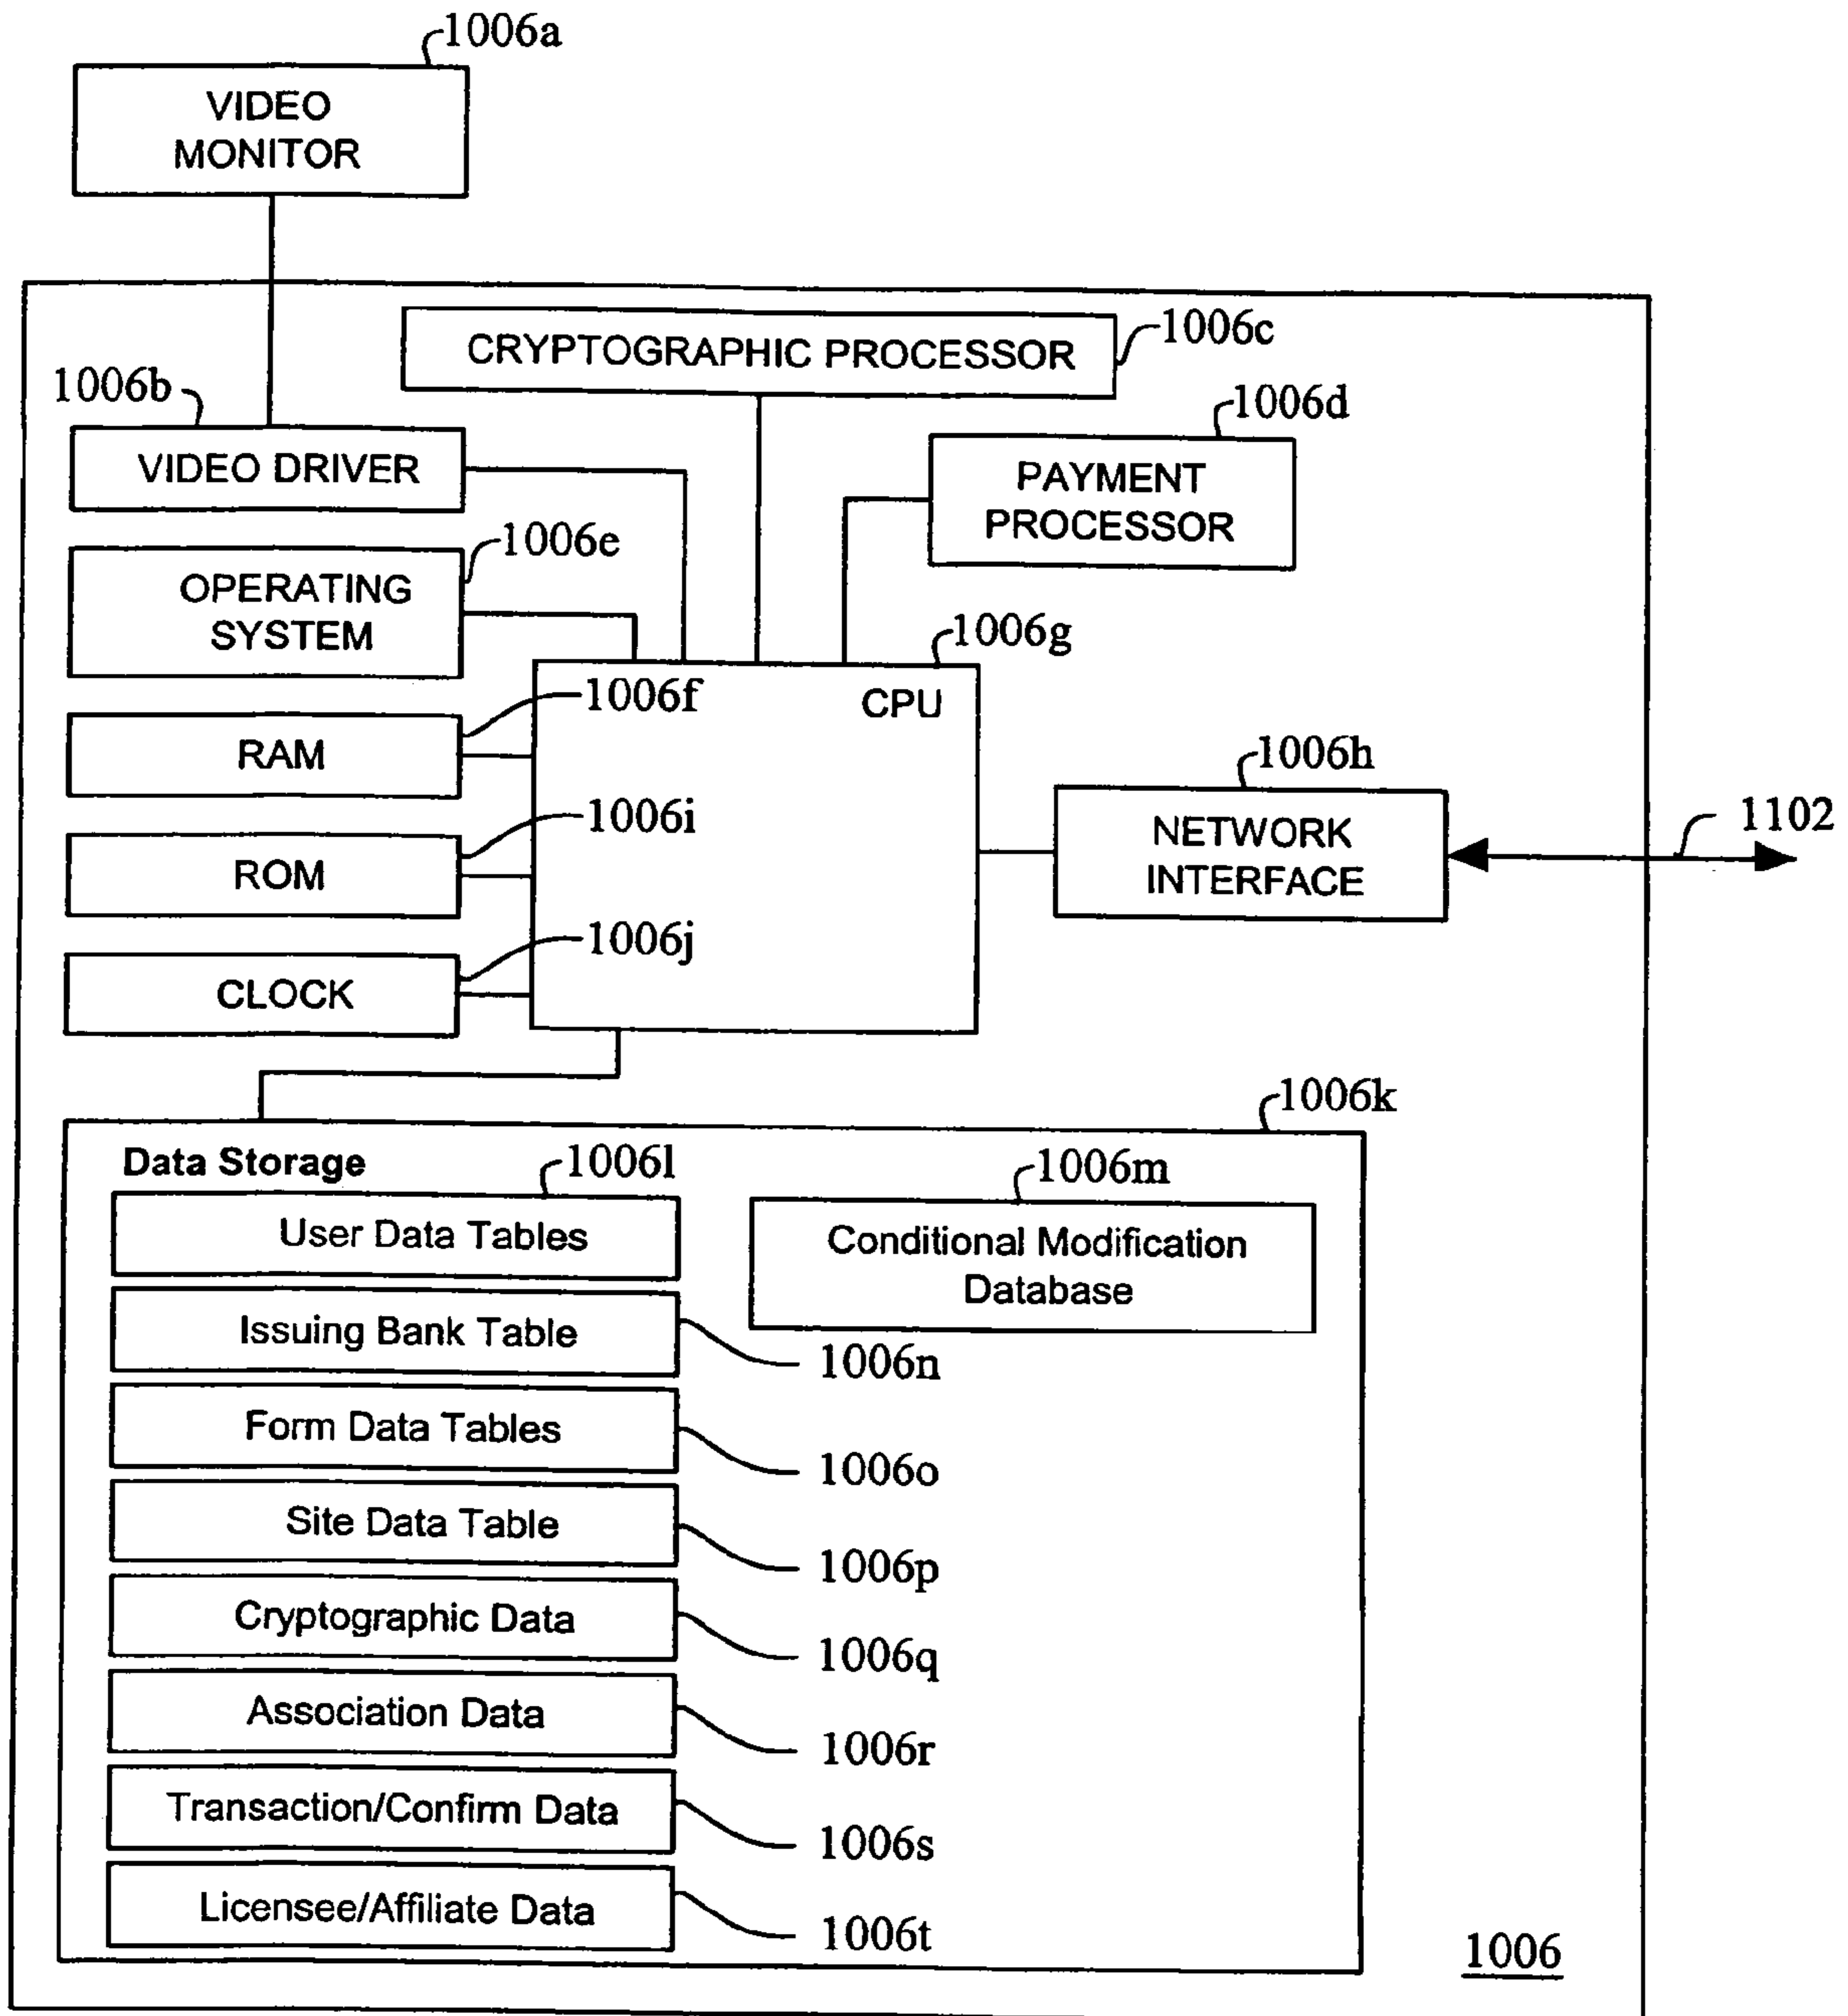 1006a
VIDEO
MONITOR
CRYPTOGRAPHIC PROCESSOR
1006c
1006b
VIDEO DRIVER
1006d
PAYMENT
PROCESSOR
1006e
OPERATING
SYSTEM
1006g
CPU
1006f
RAM
1006h
NETWORK
INTERFACE
1102
1006i
ROM
1006j
CLOCK
1006k
Data Storage
1006l
User Data Tables
1006m
Conditional Modification
Database
Issuing Bank Table
1006n
Form Data Tables
1006o
Site Data Table
1006p
Cryptographic Data
1006q
Association Data
1006r
Transaction/Confirm Data
1006s
Licensee/Affiliate Data
1006t
1006